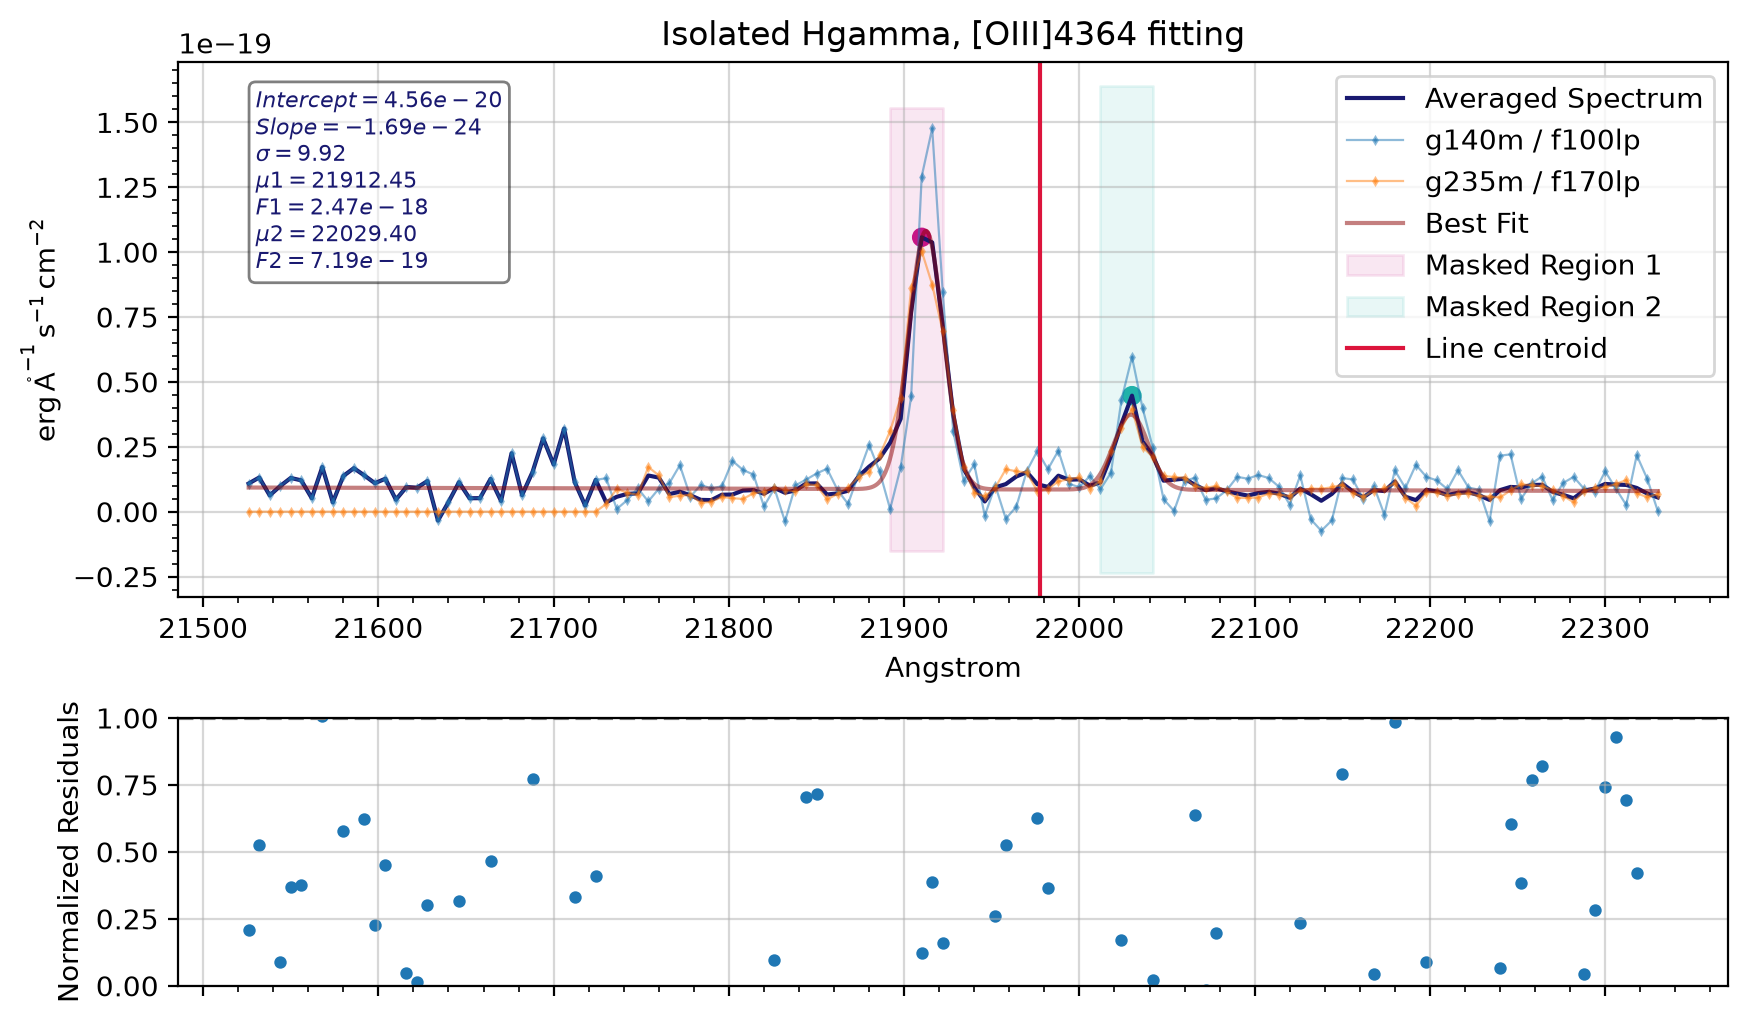 Isolated Hgamma, [OIII]4364 fitting
1e−19
Intercept = 4.56e − 20
Slope = −1.69e − 24
σ = 9.92
μ1 = 21912.45
F1 = 2.47e − 18
μ2 = 22029.40
F2 = 7.19e − 19
Averaged Spectrum
g140m / f100lp
g235m / f170lp
Best Fit
Masked Region 1
Masked Region 2
Line centroid
erg Å⁻¹ s⁻¹ cm⁻²
1.50
1.25
1.00
0.75
0.50
0.25
0.00
−0.25
21500 21600 21700 21800 21900 22000 22100 22200 22300
Angstrom
Normalized Residuals
1.00
0.75
0.50
0.25
0.00